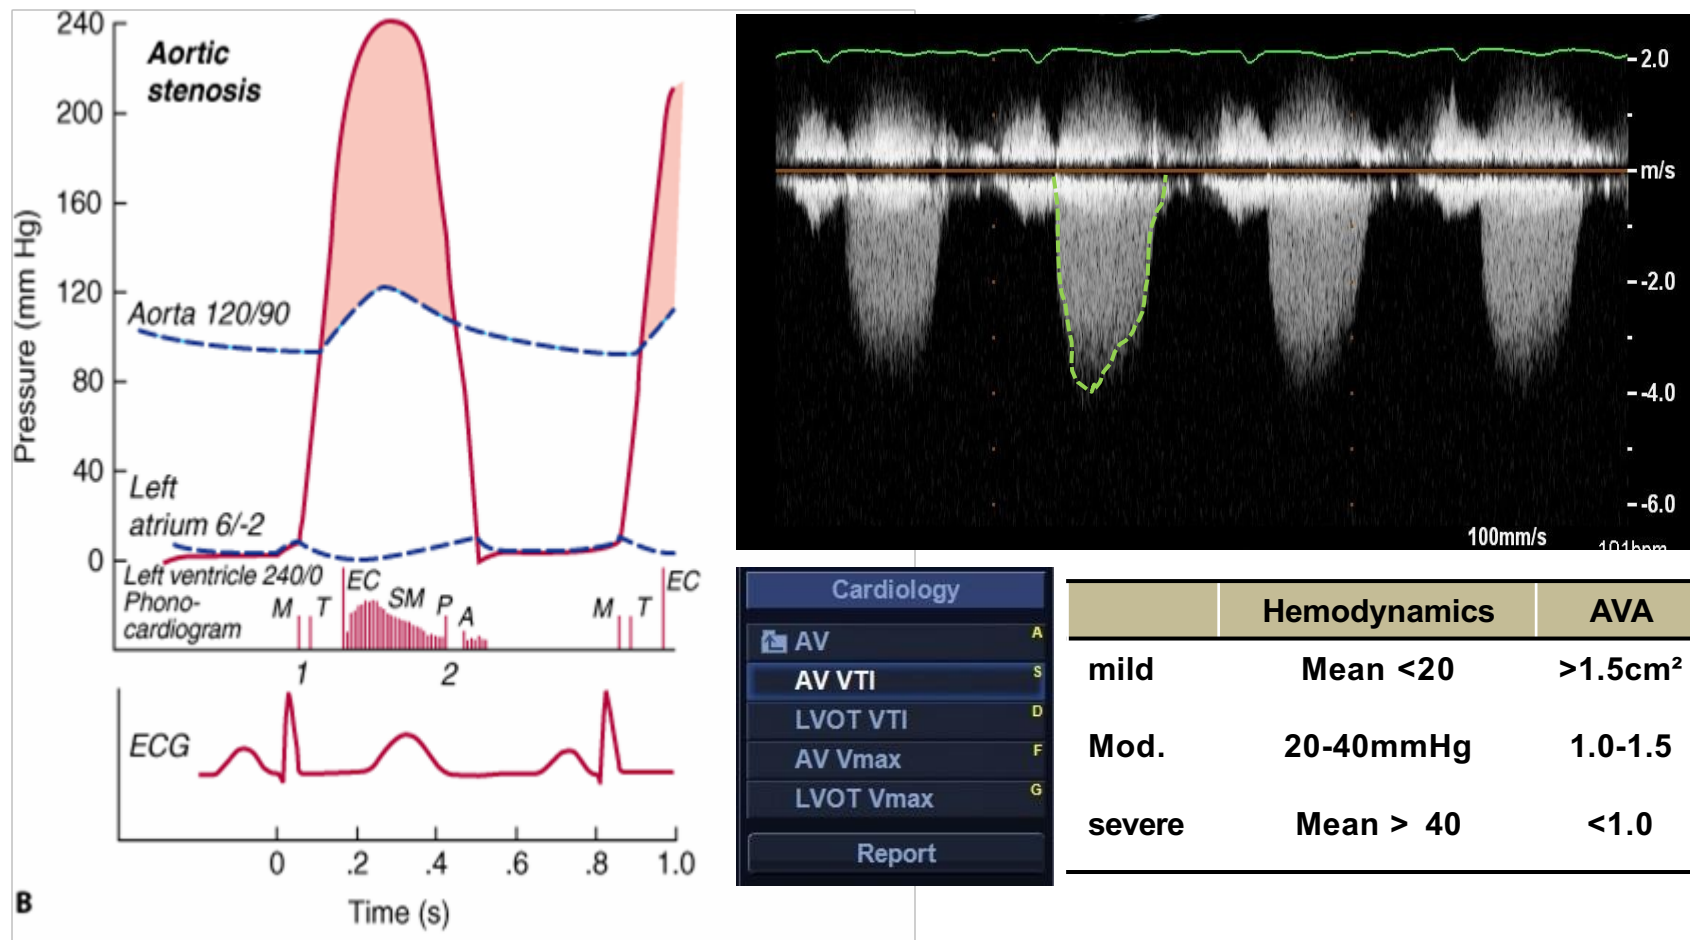 240
200
160
120
80
40
0
Pressure (mm Hg)
Aortic
stenosis
Aorta 120/90
Left
atrium 6/-2
Left ventricle 240/0
Phono-
cardiogram
M T EC SM P A M T EC
1 2
ECG
0 .2 .4 .6 .8 1.0
Time (s)
B
2.0
m/s
-2.0
-4.0
-6.0
100mm/s
101bpm
Cardiology
AV A
AV VTI S
LVOT VTI D
AV Vmax F
LVOT Vmax G
Report
Hemodynamics AVA
mild Mean <20 >1.5cm²
Mod. 20-40mmHg 1.0-1.5
severe Mean > 40 <1.0